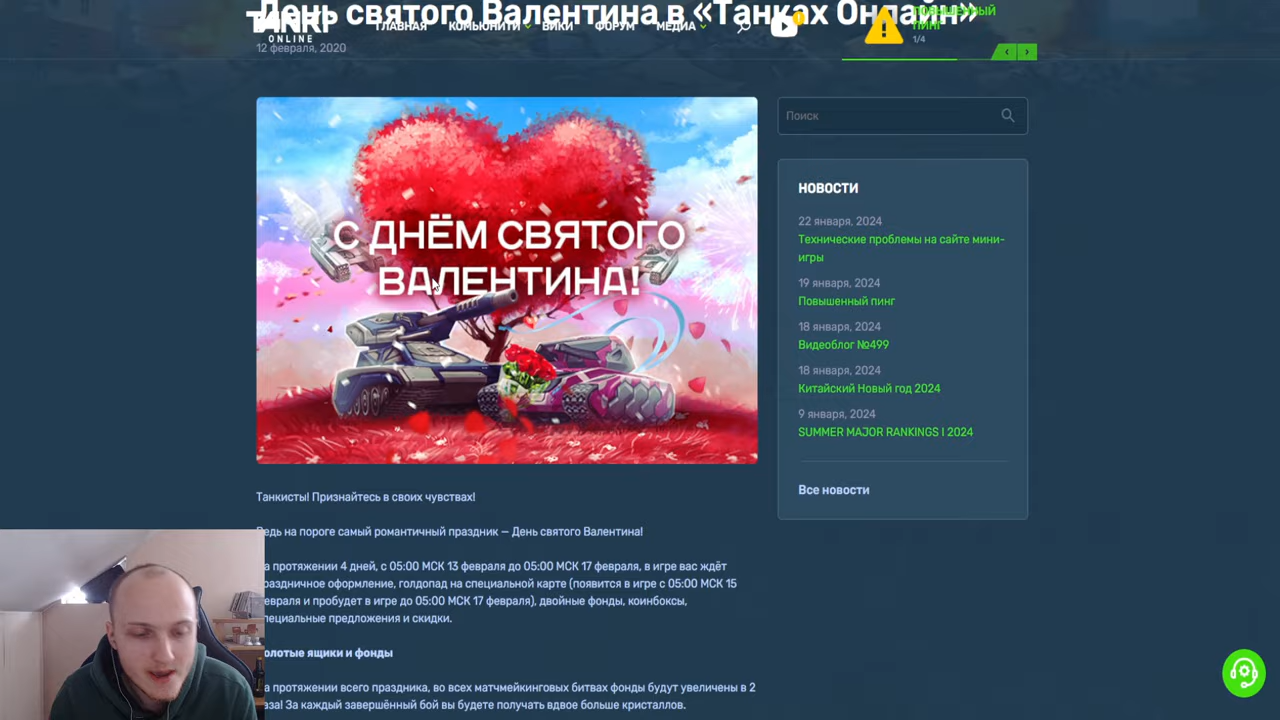 День святого Валентина в «Танках Онлайн»
ONLINE
ГЛАВНАЯ
КОМЬЮНИТИ
ВИКИ
ФОРУМ
МЕДИА
ПОВЫШЕННЫЙ
ПИНГ
1/4
12 февраля, 2020
С ДНЁМ СВЯТОГО
ВАЛЕНТИНА!
Танкисты! Признайтесь в своих чувствах!
Ведь на пороге самый романтичный праздник — День святого Валентина!
а протяжении 4 дней, с 05:00 МСК 13 февраля до 05:00 МСК 17 февраля, в игре вас ждёт
раздничное оформление, голдопад на специальной карте (появится в игре с 05:00 МСК 15
евраля и пробудет в игре до 05:00 МСК 17 февраля), двойные фонды, коинбоксы,
пециальные предложения и скидки.
олотые ящики и фонды
а протяжении всего праздника, во всех матчмейкинговых битвах фонды будут увеличены в 2
аза! За каждый завершённый бой вы будете получать вдвое больше кристаллов.
Поиск
НОВОСТИ
22 января, 2024
Технические проблемы на сайте мини-
игры
19 января, 2024
Повышенный пинг
18 января, 2024
Видеоблог №499
18 января, 2024
Китайский Новый год 2024
9 января, 2024
SUMMER MAJOR RANKINGS I 2024
Все новости